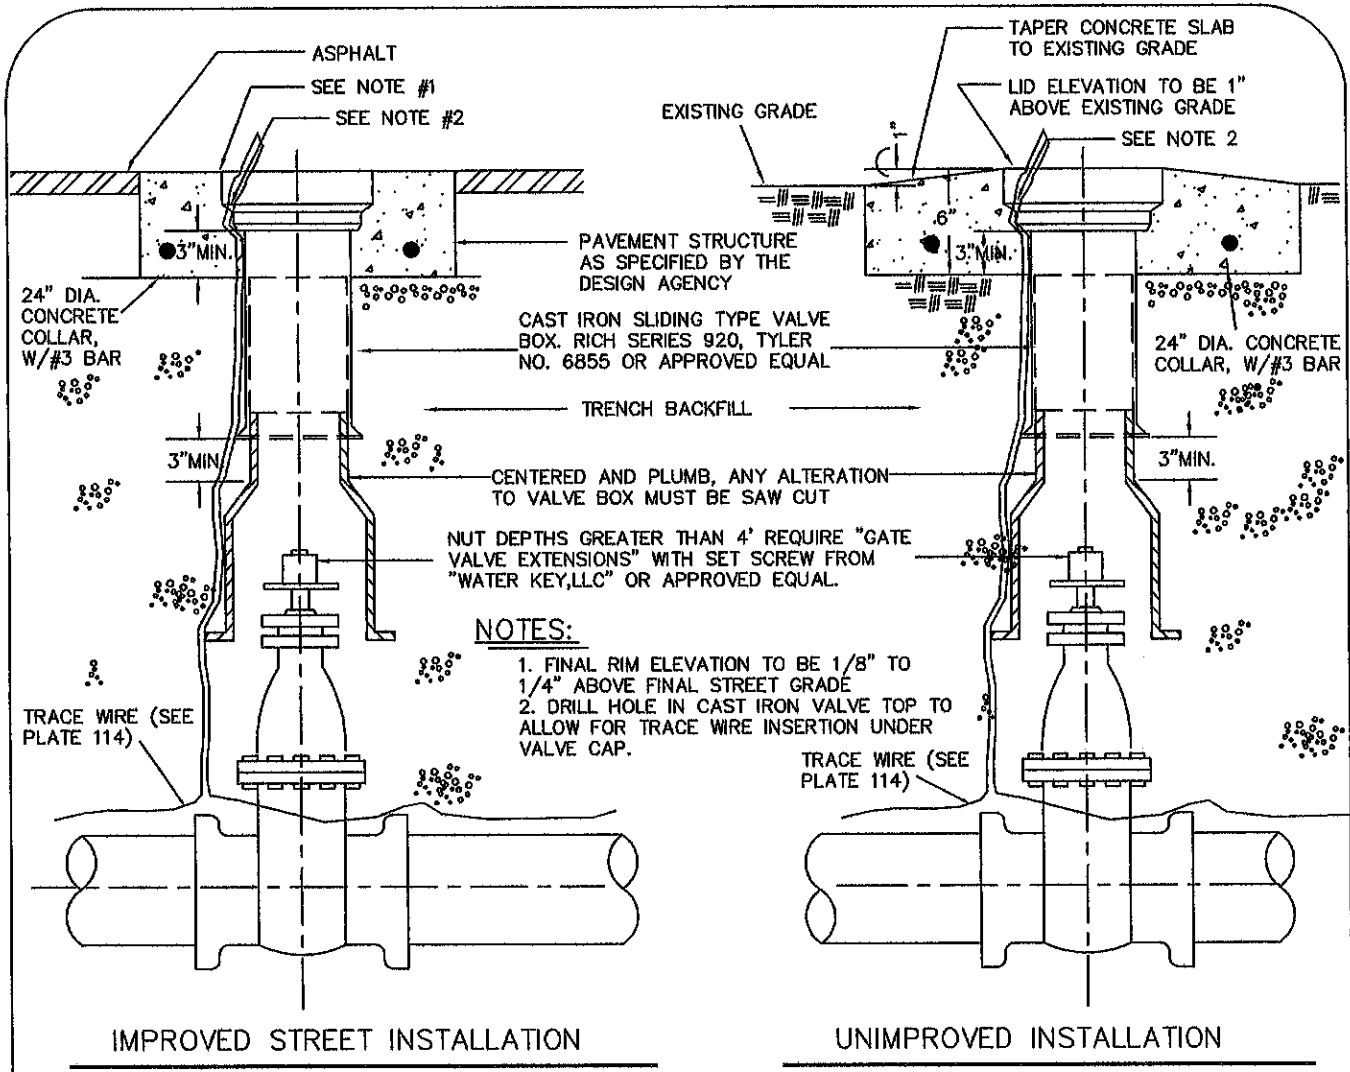 ASPHALT
SEE NOTE #1
SEE NOTE #2
EXISTING GRADE
1"
TAPER CONCRETE SLAB
TO EXISTING GRADE
LID ELEVATION TO BE 1"
ABOVE EXISTING GRADE
SEE NOTE 2
3"MIN.
6"
3"MIN.
PAVEMENT STRUCTURE
AS SPECIFIED BY THE
DESIGN AGENCY
24" DIA.
CONCRETE
COLLAR,
W/#3 BAR
CAST IRON SLIDING TYPE VALVE
BOX. RICH SERIES 920, TYLER
NO. 6855 OR APPROVED EQUAL
24" DIA. CONCRETE
COLLAR, W/#3 BAR
TRENCH BACKFILL
3"MIN.
3"MIN.
CENTERED AND PLUMB, ANY ALTERATION
TO VALVE BOX MUST BE SAW CUT
NUT DEPTHS GREATER THAN 4' REQUIRE "GATE
VALVE EXTENSIONS" WITH SET SCREW FROM
"WATER KEY,LLC" OR APPROVED EQUAL.
NOTES:
1. FINAL RIM ELEVATION TO BE 1/8" TO
1/4" ABOVE FINAL STREET GRADE
2. DRILL HOLE IN CAST IRON VALVE TOP TO
ALLOW FOR TRACE WIRE INSERTION UNDER
VALVE CAP.
TRACE WIRE (SEE
PLATE 114)
TRACE WIRE (SEE
PLATE 114)
IMPROVED STREET INSTALLATION
UNIMPROVED INSTALLATION